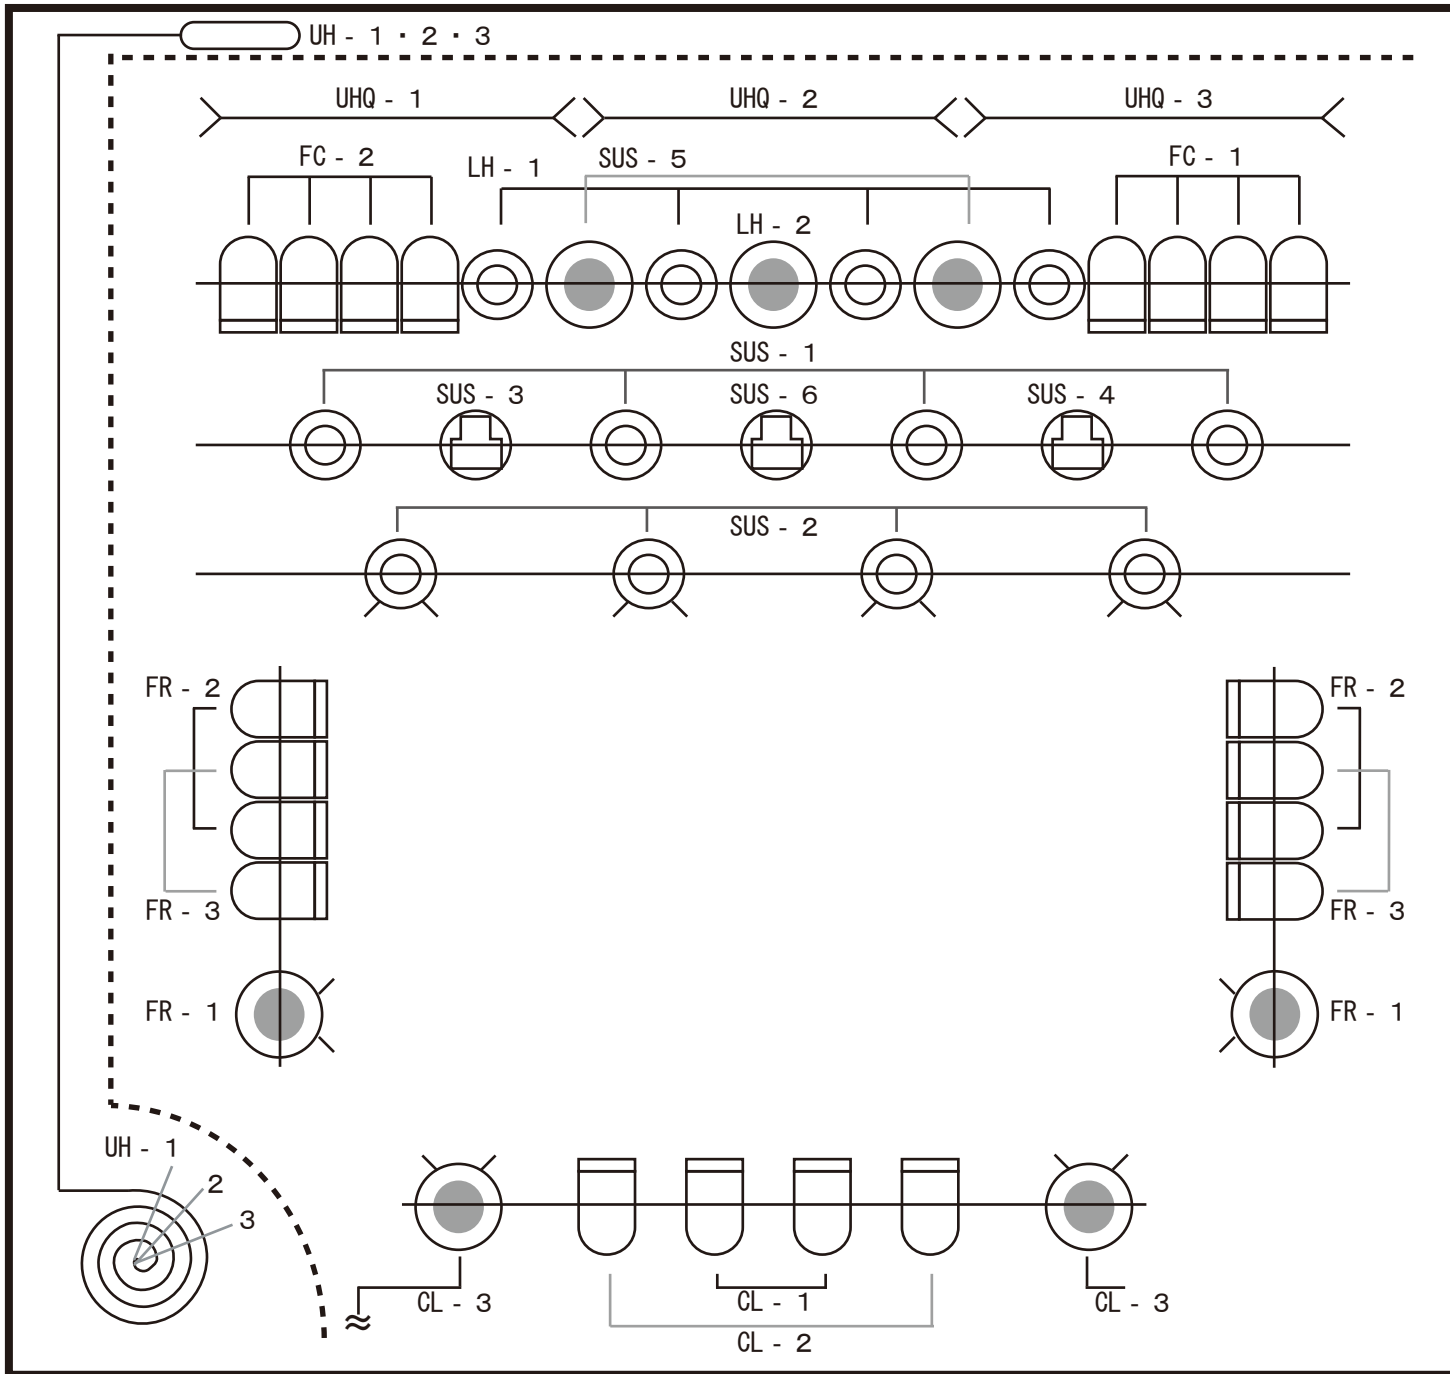 UH - 1 ・ 2 ・ 3
UHQ - 1 UHQ - 2 UHQ - 3
FC - 2 LH - 1 SUS - 5 FC - 1
LH - 2
SUS - 1
SUS - 3 SUS - 6 SUS - 4
SUS - 2
FR - 2 FR - 2
FR - 3 FR - 3
FR - 1 FR - 1
UH - 1
2
3
CL - 3 CL - 1 CL - 3
CL - 2